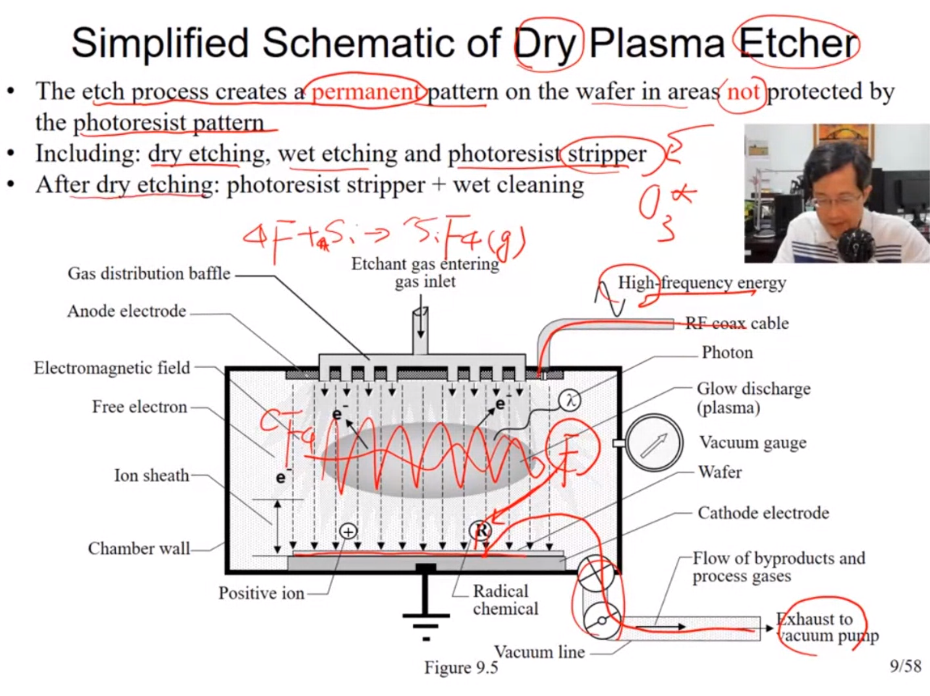 Simplified Schematic of Dry Plasma Etcher
• The etch process creates a permanent pattern on the wafer in areas not protected by
the photoresist pattern
• Including: dry etching, wet etching and photoresist stripper
• After dry etching: photoresist stripper + wet cleaning
O3
4F + Si → SiF4(g)
Gas distribution baffle
Etchant gas entering
gas inlet
High-frequency energy
Anode electrode
RF coax cable
Electromagnetic field
Photon
λ
Free electron
e-
e-
CF4
F
Glow discharge
(plasma)
Vacuum gauge
Ion sheath
e-
Wafer
Cathode electrode
+
R
Chamber wall
Flow of byproducts and
process gases
Positive ion
Radical
chemical
Exhaust to
vacuum pump
Vacuum line
Figure 9.5
9/58